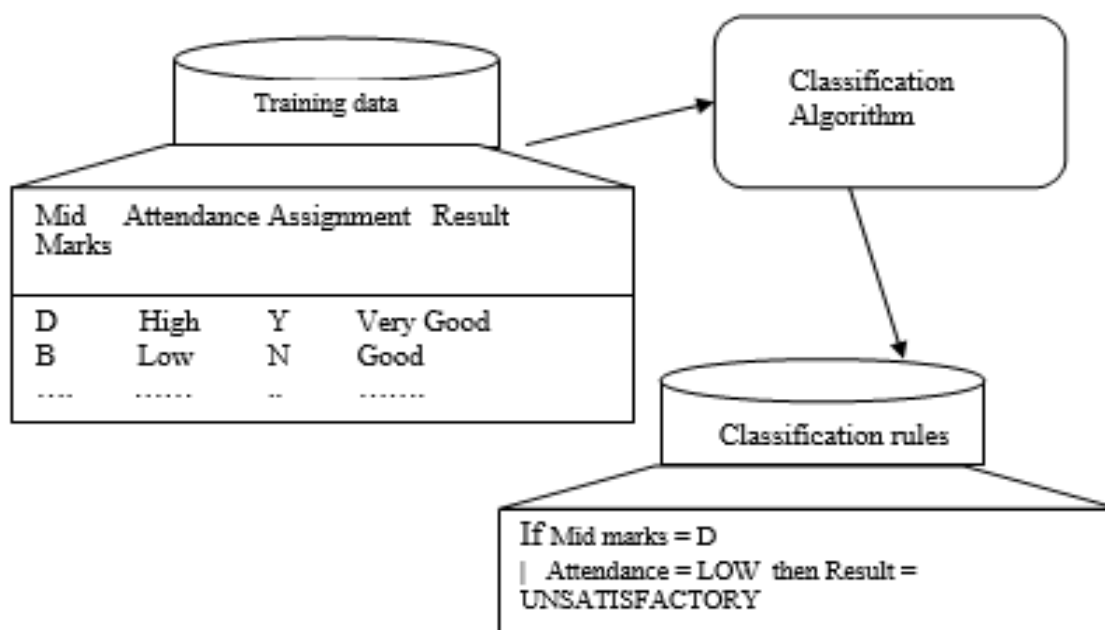 Training data
Classification
Algorithm
Mid Attendance Assignment Result
Marks
D High Y Very Good
B Low N Good
.... ...... .. .......
Classification rules
If Mid marks = D
| Attendance = LOW then Result =
UNSATISFACTORY